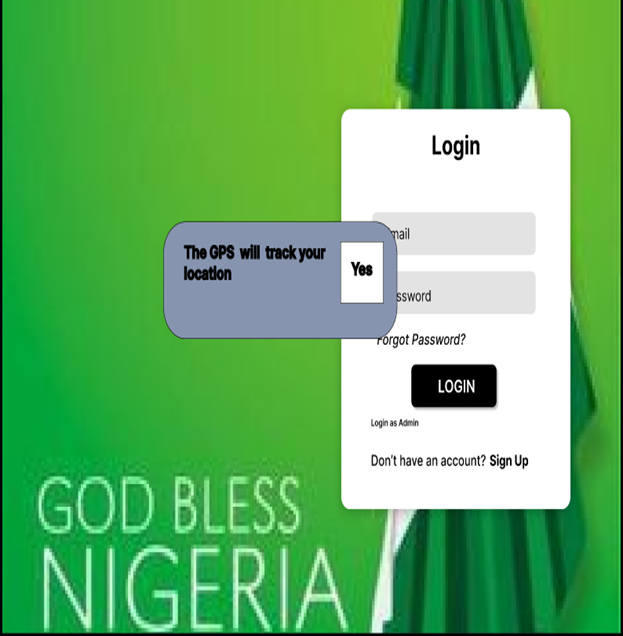 Login
mail
The GPS will track your
location
Yes
ssword
Forgot Password?
LOGIN
Login as Admin
Don't have an account? Sign Up
GOD BLESS
NIGERIA